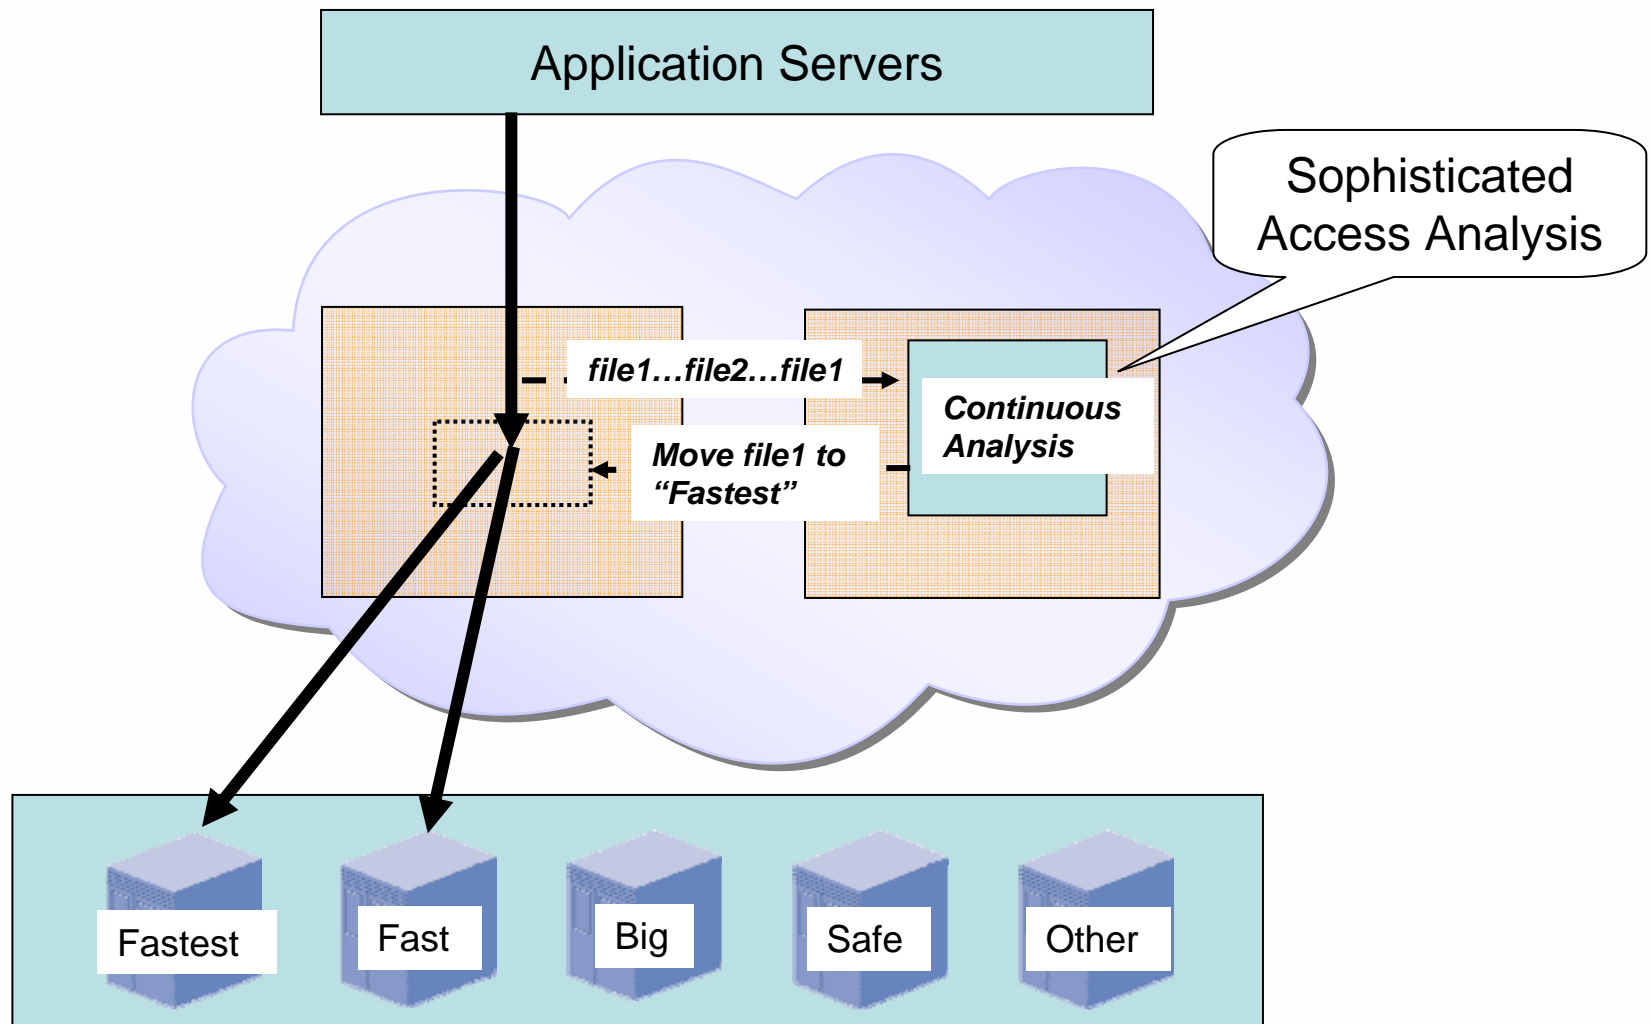 Application Servers
Sophisticated
Access Analysis
file1…file2…file1
Continuous
Analysis
Move file1 to
“Fastest”
Fastest
Fast
Big
Safe
Other